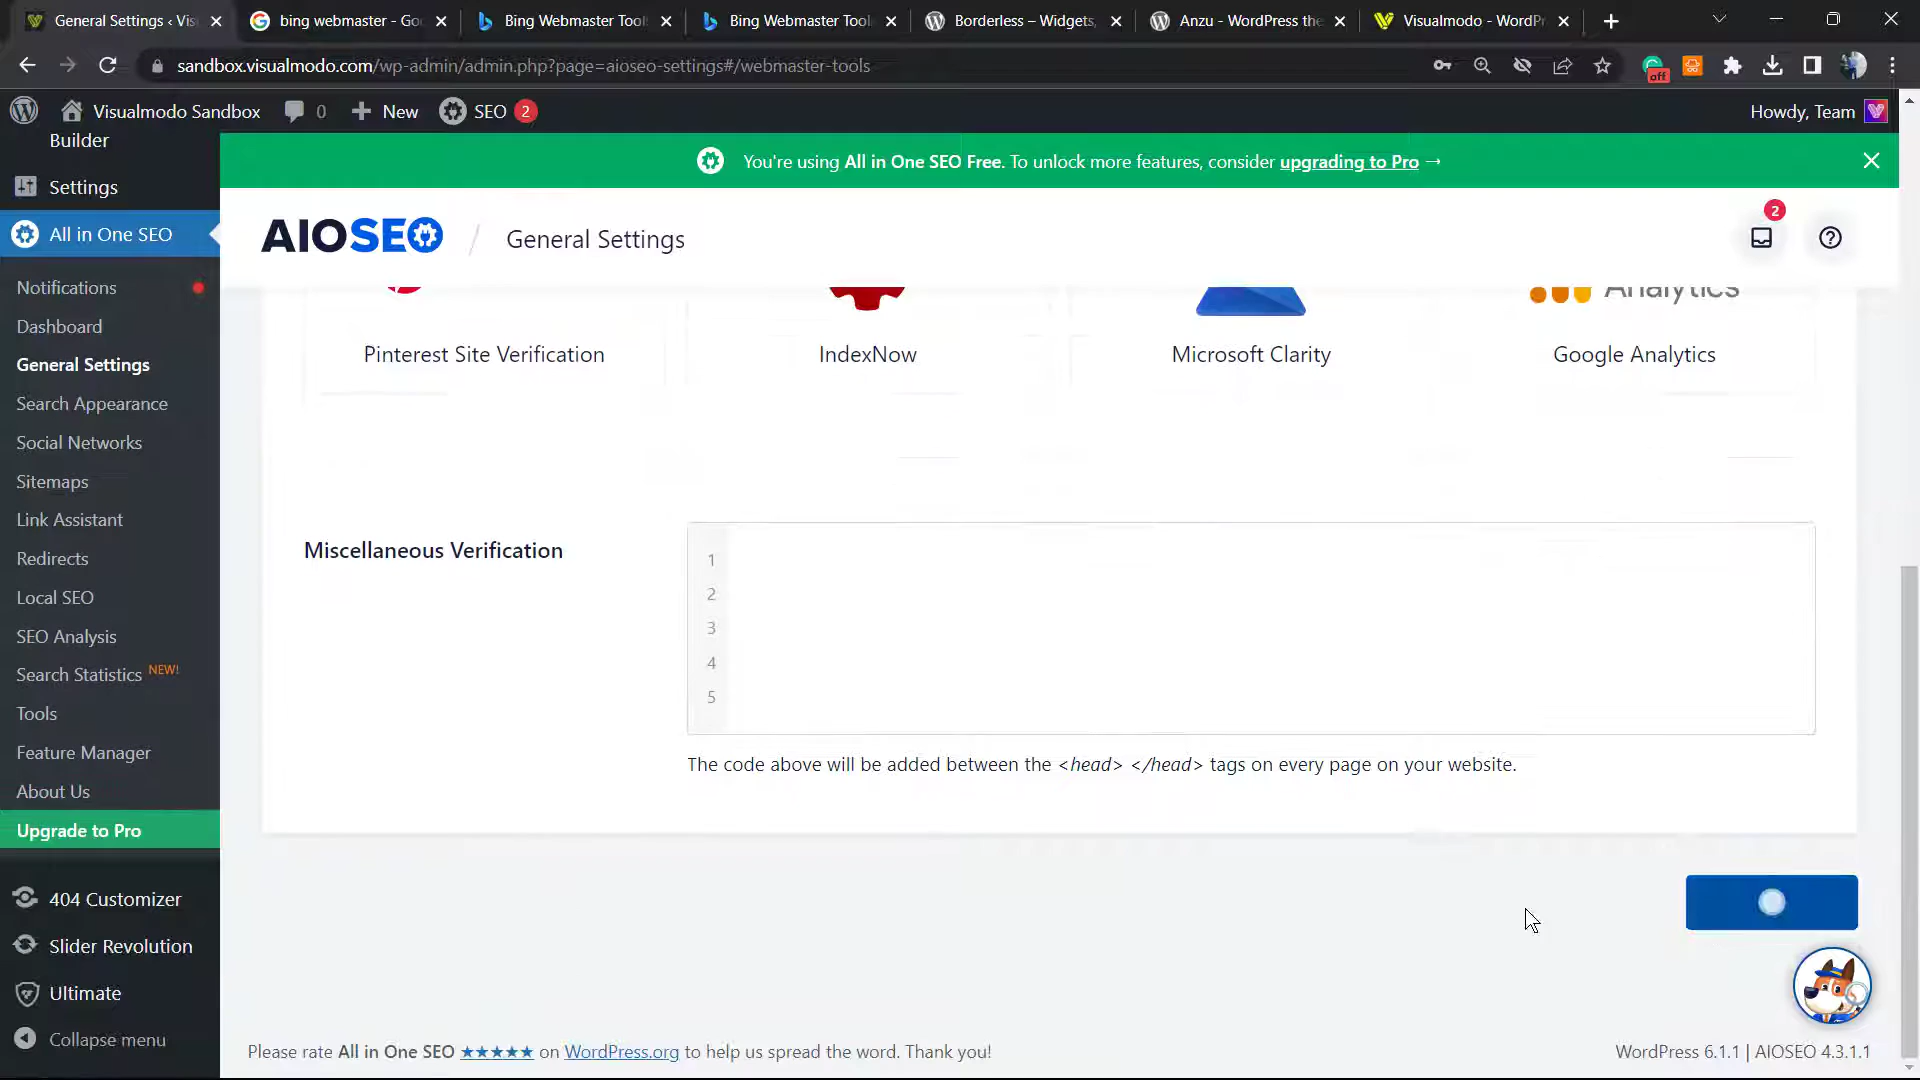 General Settings ‹ Vis
bing webmaster - Go
Bing Webmaster Tool
Bing Webmaster Tool
Borderless – Widgets,
Anzu - WordPress the
Visualmodo - WordPr
sandbox.visualmodo.com/wp-admin/admin.php?page=aioseo-settings#/webmaster-tools
off
Visualmodo Sandbox
0
New
SEO 2
Howdy, Team
Builder
Settings
All in One SEO
Notifications
Dashboard
General Settings
Search Appearance
Social Networks
Sitemaps
Link Assistant
Redirects
Local SEO
SEO Analysis
Search Statistics NEW!
Tools
Feature Manager
About Us
Upgrade to Pro
404 Customizer
Slider Revolution
Ultimate
Collapse menu
You're using All in One SEO Free. To unlock more features, consider upgrading to Pro →
AIOSEO / General Settings
2
Analytics
Pinterest Site Verification
IndexNow
Microsoft Clarity
Google Analytics
Miscellaneous Verification
1
2
3
4
5
The code above will be added between the <head> </head> tags on every page on your website.
Please rate All in One SEO ★★★★★ on WordPress.org to help us spread the word. Thank you!
WordPress 6.1.1 | AIOSEO 4.3.1.1